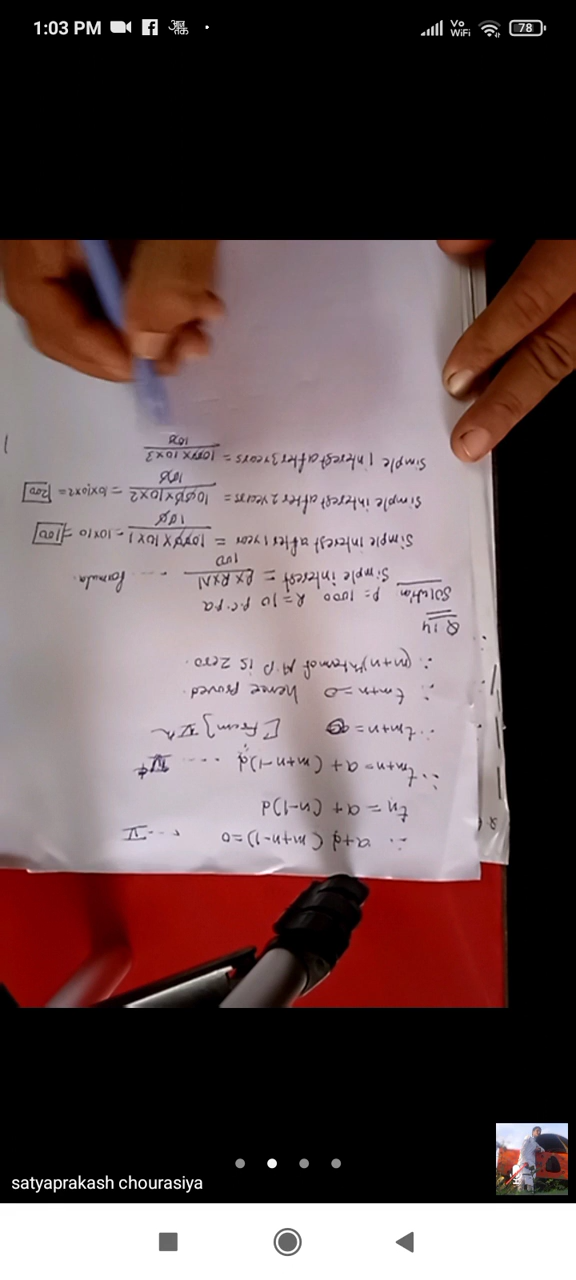 1:03 PM
Vo WiFi 78
∴ a+d (m+n-1)=0 ---- V
tn = a + (n-1)d
∴ tm+n = a + (m+n-1)d ----
∴ tm+n = 0 [From] V
∴ tm+n = 0 hence proved.
∴ (m+n)th term of A.P. is zero.
Q.14
Solution P= 1000 R= 10 p.c.p.a
Simple interest = P×R×N/100 --- formula.
Simple interest after 1 year = 1000×10×1/100 = 10×10 = 100
Simple interest after 2 years = 1000×10×2/100 = 10×10×2 = 200
Simple interest after 3 years = 1000×10×3/100
satyaprakash chourasiya